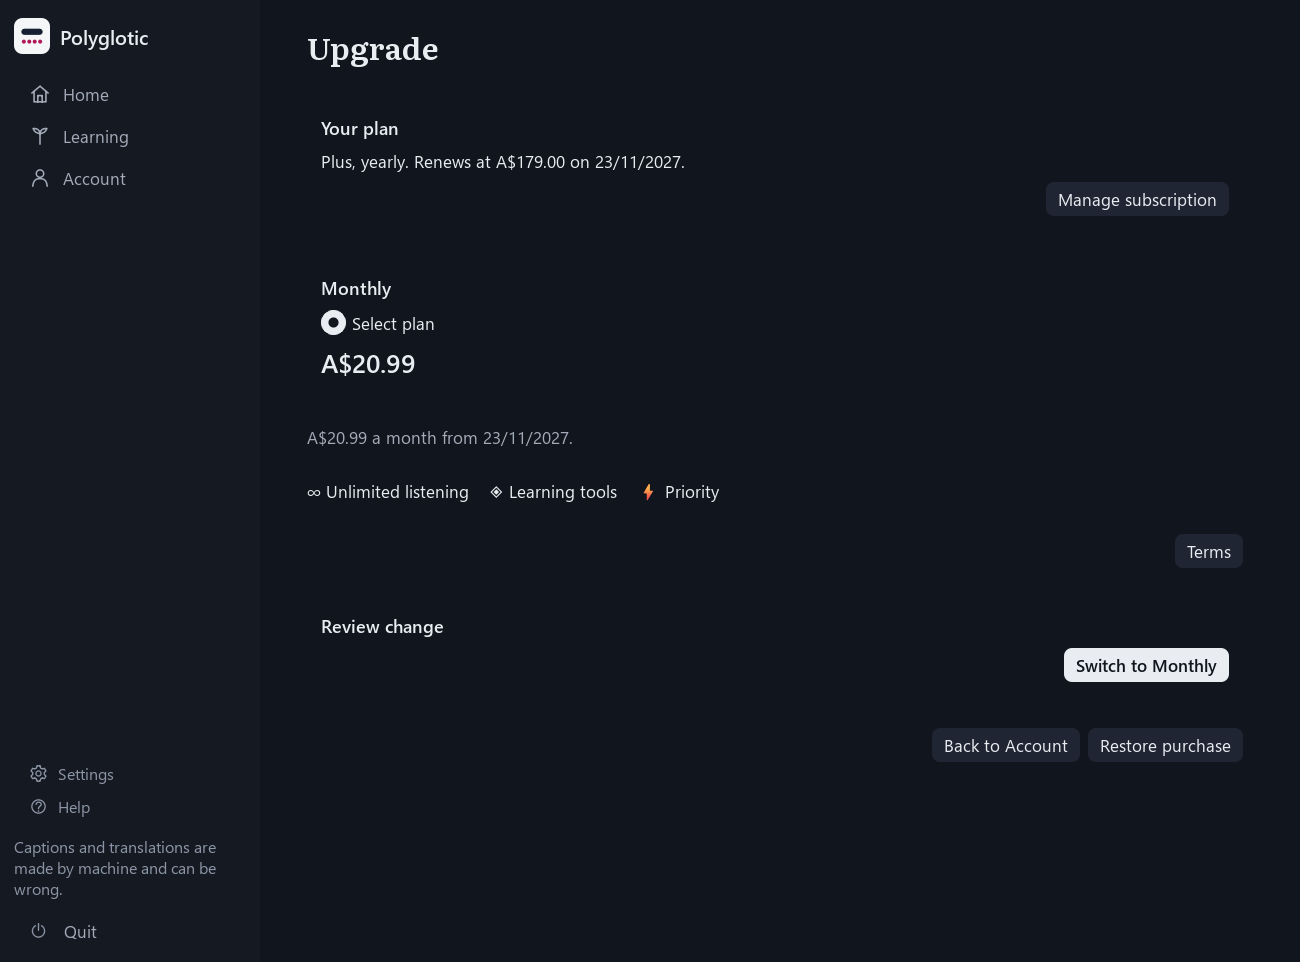 Polyglotic
Home
Learning
Account
Settings
Help
Captions and translations are
made by machine and can be
wrong.
Quit
Upgrade
Your plan
Plus, yearly. Renews at A$179.00 on 23/11/2027.
Manage subscription
Monthly
Select plan
A$20.99
A$20.99 a month from 23/11/2027.
∞ Unlimited listening
Learning tools
Priority
Terms
Review change
Switch to Monthly
Back to Account
Restore purchase